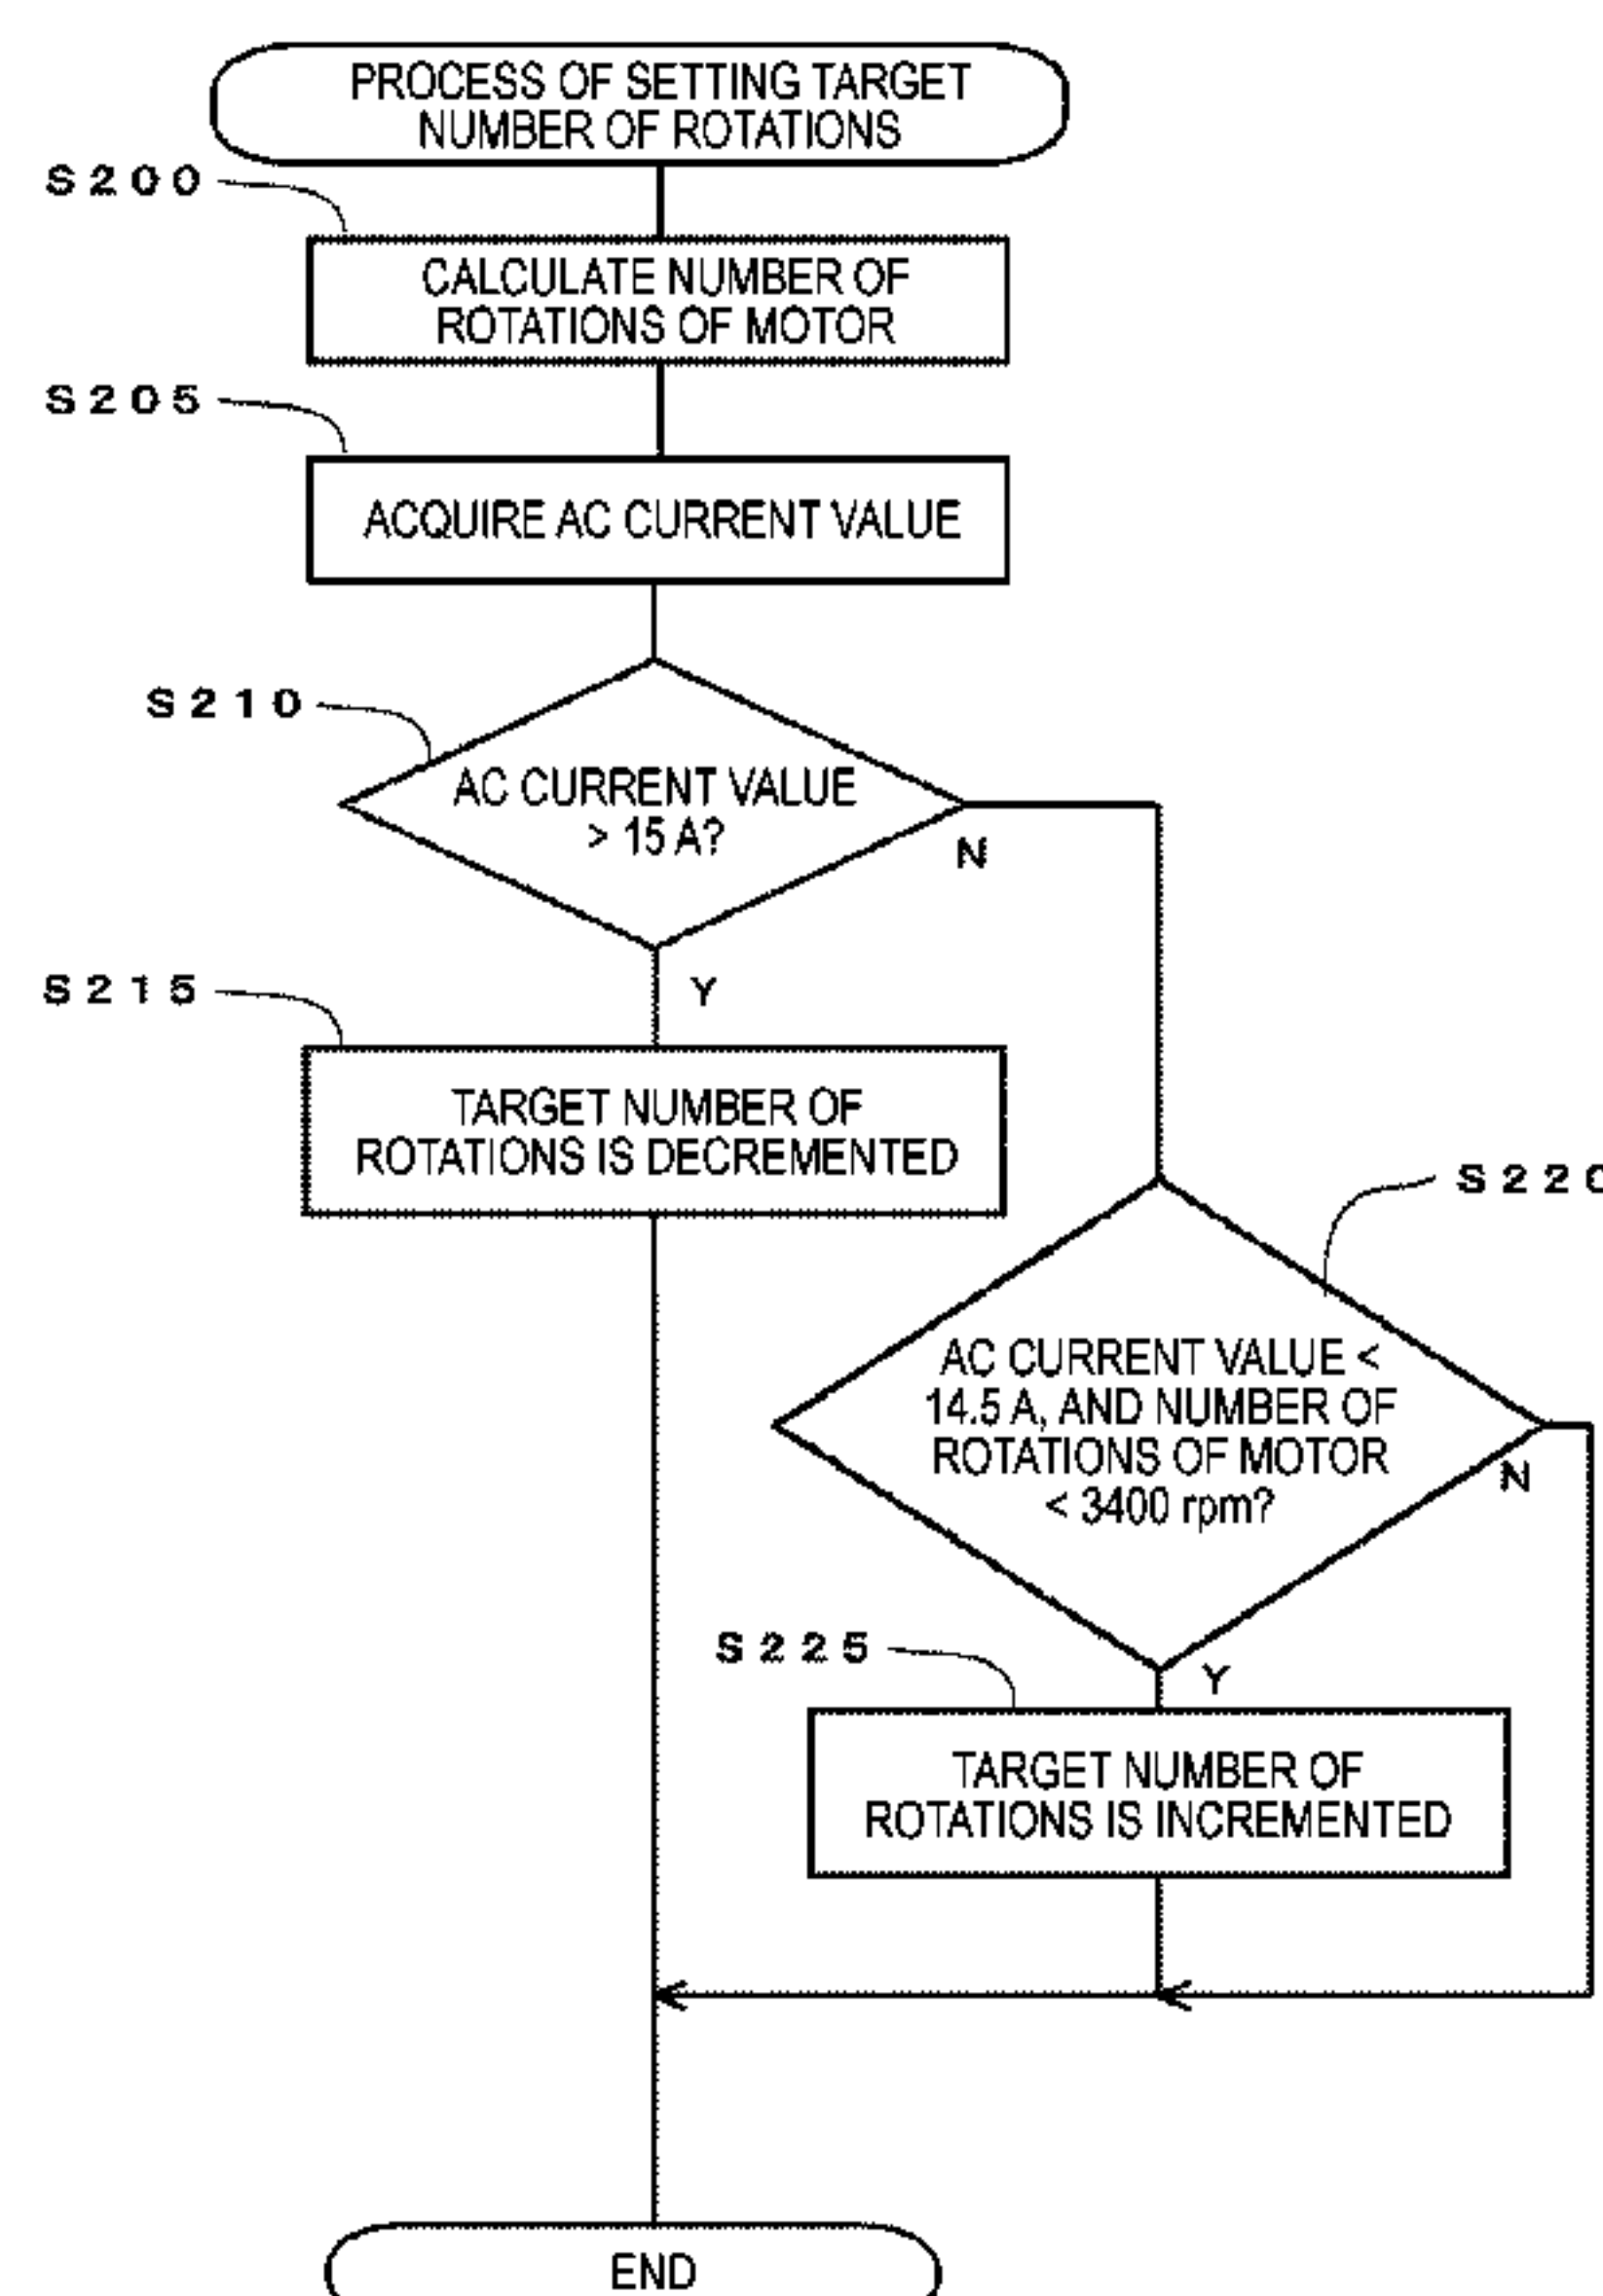 PROCESS OF SETTING TARGET
NUMBER OF ROTATIONS
S200
CALCULATE NUMBER OF
ROTATIONS OF MOTOR
S205
ACQUIRE AC CURRENT VALUE
S210
AC CURRENT VALUE
> 15 A?
N
Y
S215
TARGET NUMBER OF
ROTATIONS IS DECREMENTED
S220
AC CURRENT VALUE <
14.5 A, AND NUMBER OF
ROTATIONS OF MOTOR
< 3400 rpm?
N
Y
S225
TARGET NUMBER OF
ROTATIONS IS INCREMENTED
END